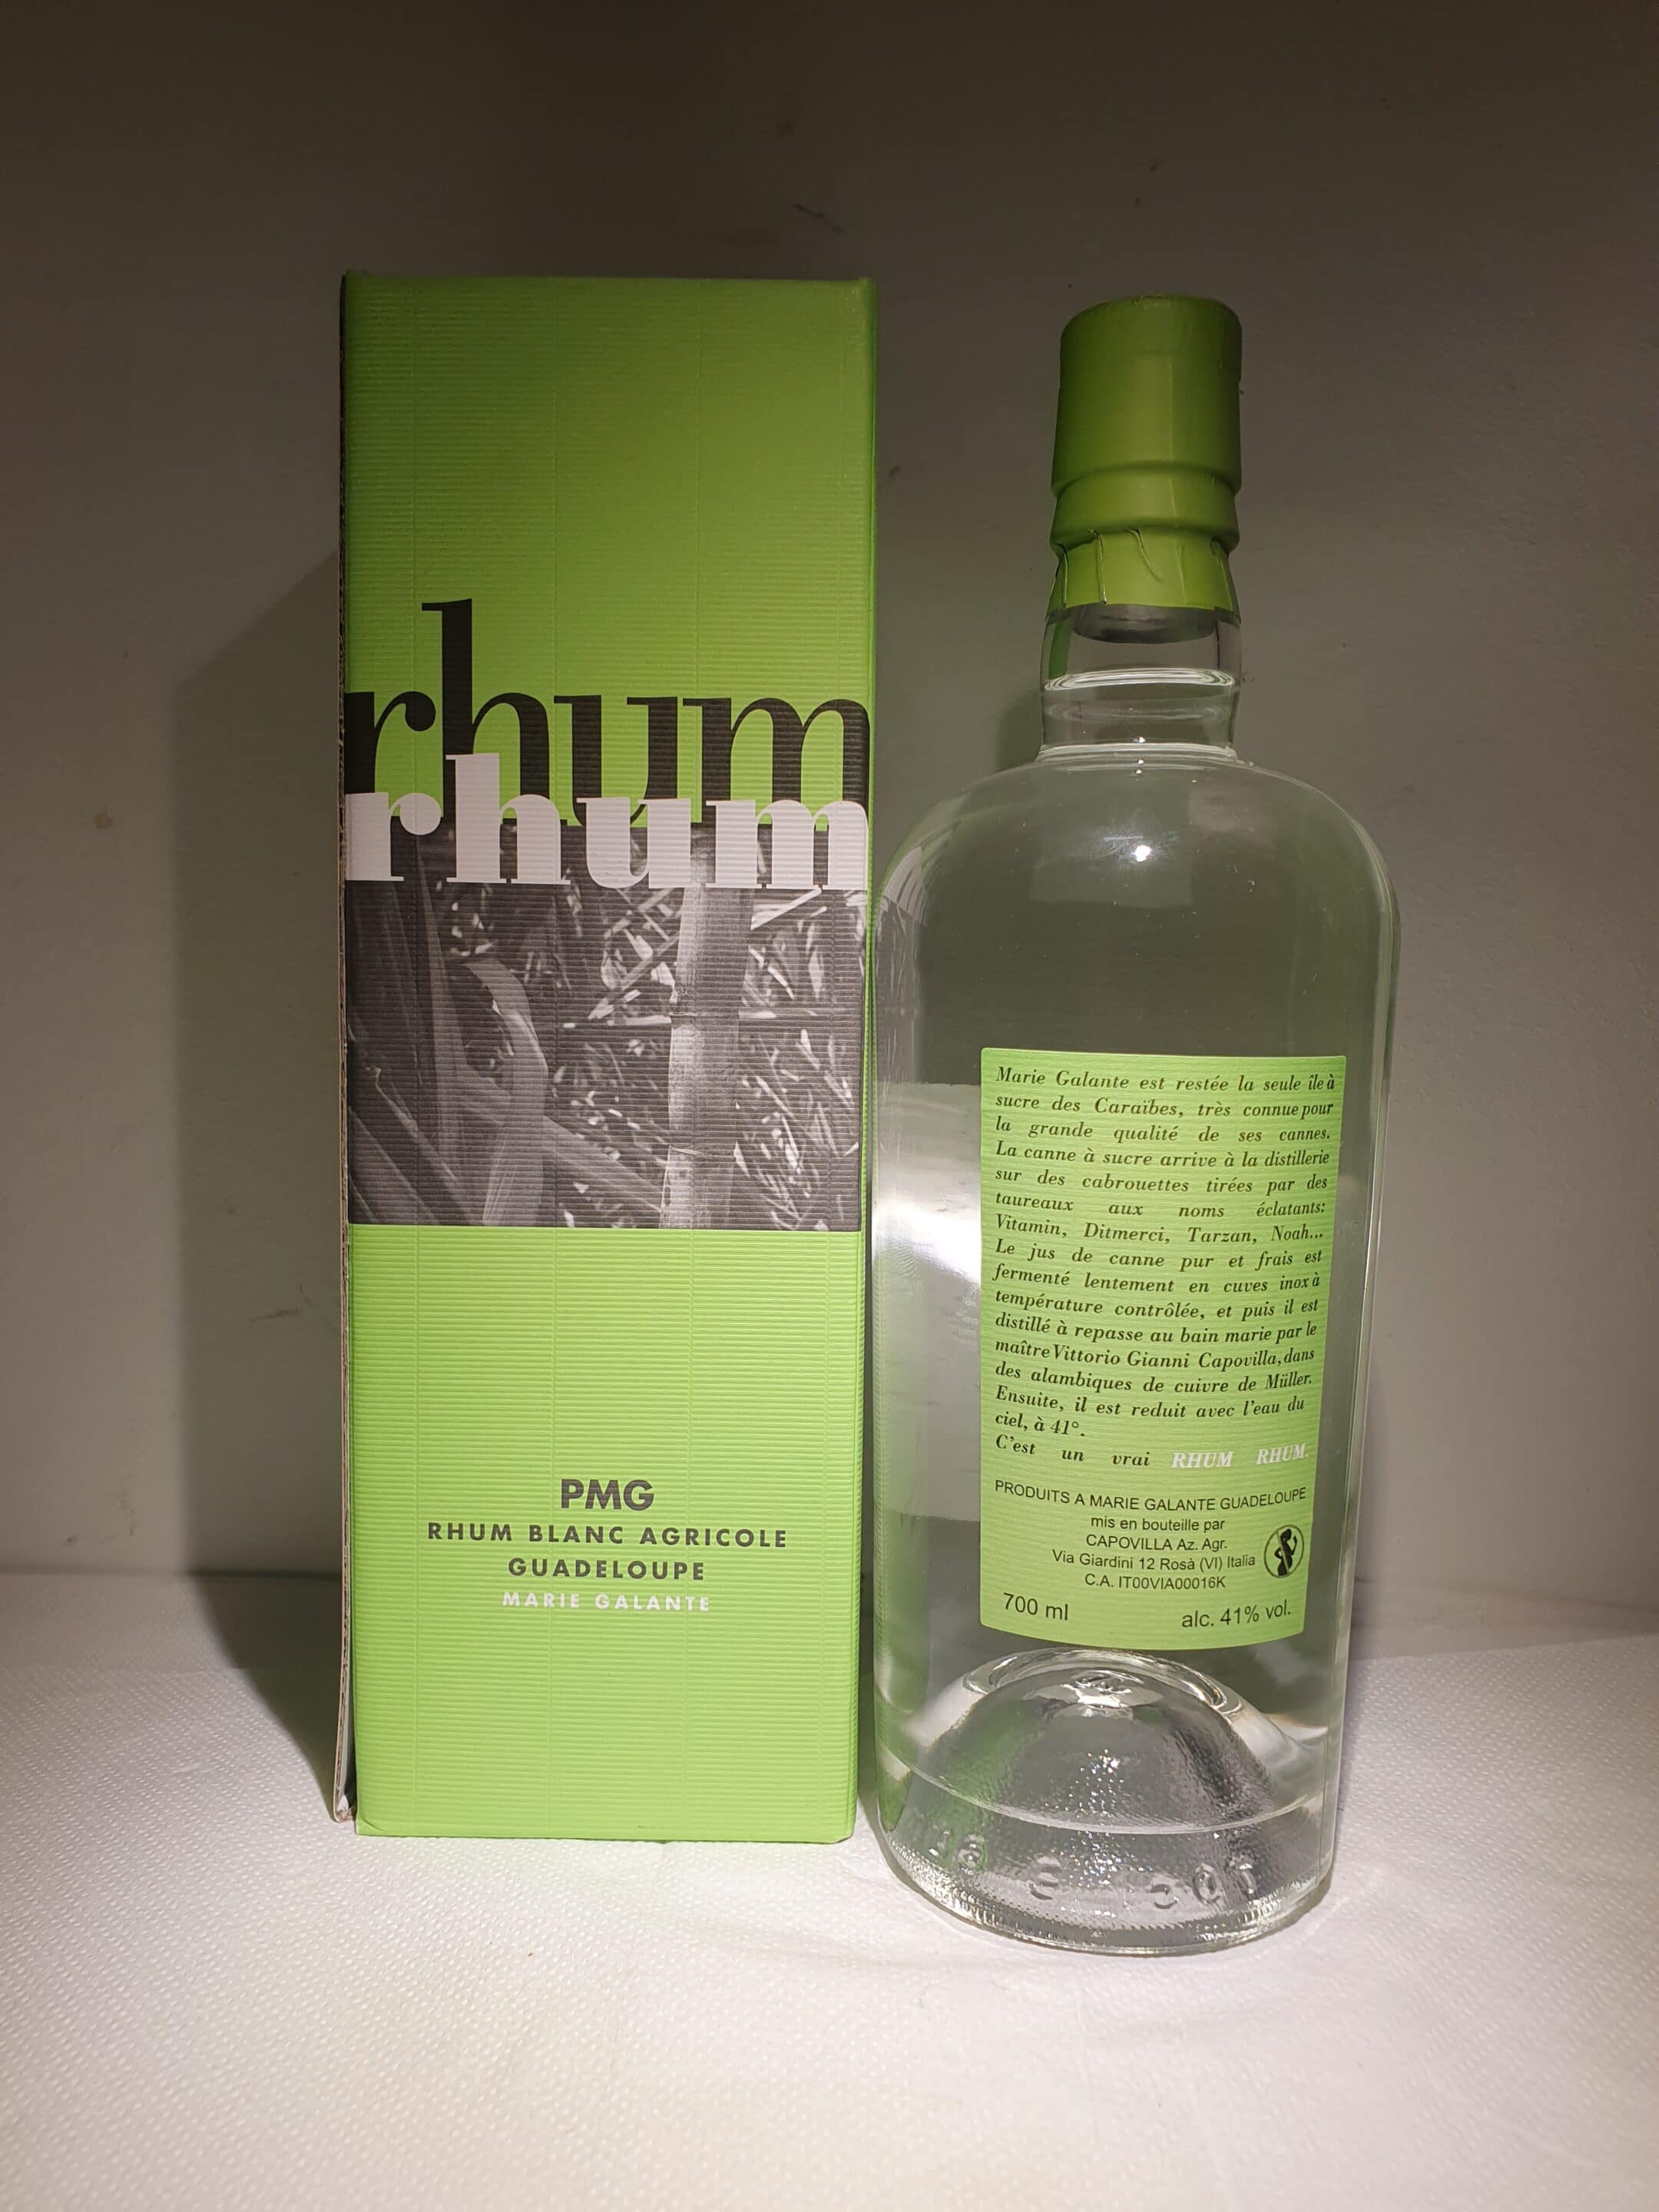 rhum
rhum
PMG
RHUM BLANC AGRICOLE
GUADELOUPE
MARIE GALANTE
Marie Galante est restée la seule île à
sucre des Caraïbes, très connue pour
la grande qualité de ses cannes.
La canne à sucre arrive à la distillerie
sur des cabrouettes tirées par des
taureaux aux noms éclatants:
Vitamin, Ditmerci, Tarzan, Noah...
Le jus de canne pur et frais est
fermenté lentement en cuves inox à
température contrôlée, et puis il est
distillé à repasse au bain marie par le
maître Vittorio Gianni Capovilla, dans
des alambiques de cuivre de Müller.
Ensuite, il est reduit avec l'eau du
ciel, à 41°.
C'est un vrai RHUM RHUM.
PRODUITS A MARIE GALANTE GUADELOUPE
mis en bouteille par
CAPOVILLA Az. Agr.
Via Giardini 12 Rosà (VI) Italia
C.A. IT00VIA00016K
700 ml alc. 41% vol.